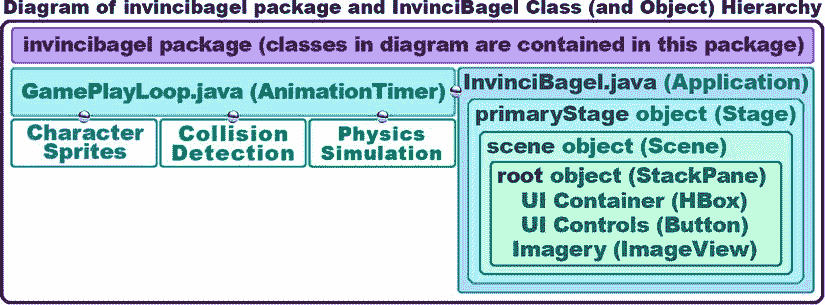 Diagram of invincibagel package and InvinciBagel Class (and Object) Hierarchy
invincibagel package (classes in diagram are contained in this package)
GamePlayLoop.java (AnimationTimer)
Character
Sprites
Collision
Detection
Physics
Simulation
InvinciBagel.java (Application)
primaryStage object (Stage)
scene object (Scene)
root object (StackPane)
UI Container (HBox)
UI Controls (Button)
Imagery (ImageView)